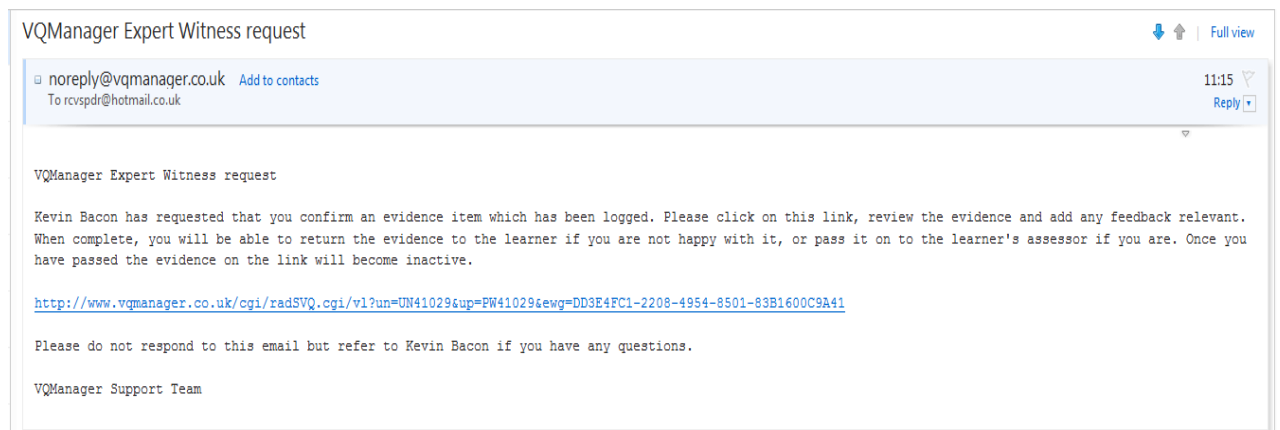 VQManager Expert Witness request
Full view
noreply@vqmanager.co.uk Add to contacts 11:15
To rcvspdr@hotmail.co.uk
Reply
VQManager Expert Witness request
Kevin Bacon has requested that you confirm an evidence item which has been logged. Please click on this link, review the evidence and add any feedback relevant.
When complete, you will be able to return the evidence to the learner if you are not happy with it, or pass it on to the learner's assessor if you are. Once you
have passed the evidence on the link will become inactive.
http://www.vqmanager.co.uk/cgi/radSVQ.cgi/vl?un=UN41029&up=PW41029&ewg=DD3E4FC1-2208-4954-8501-83B1600C9A41
Please do not respond to this email but refer to Kevin Bacon if you have any questions.
VQManager Support Team